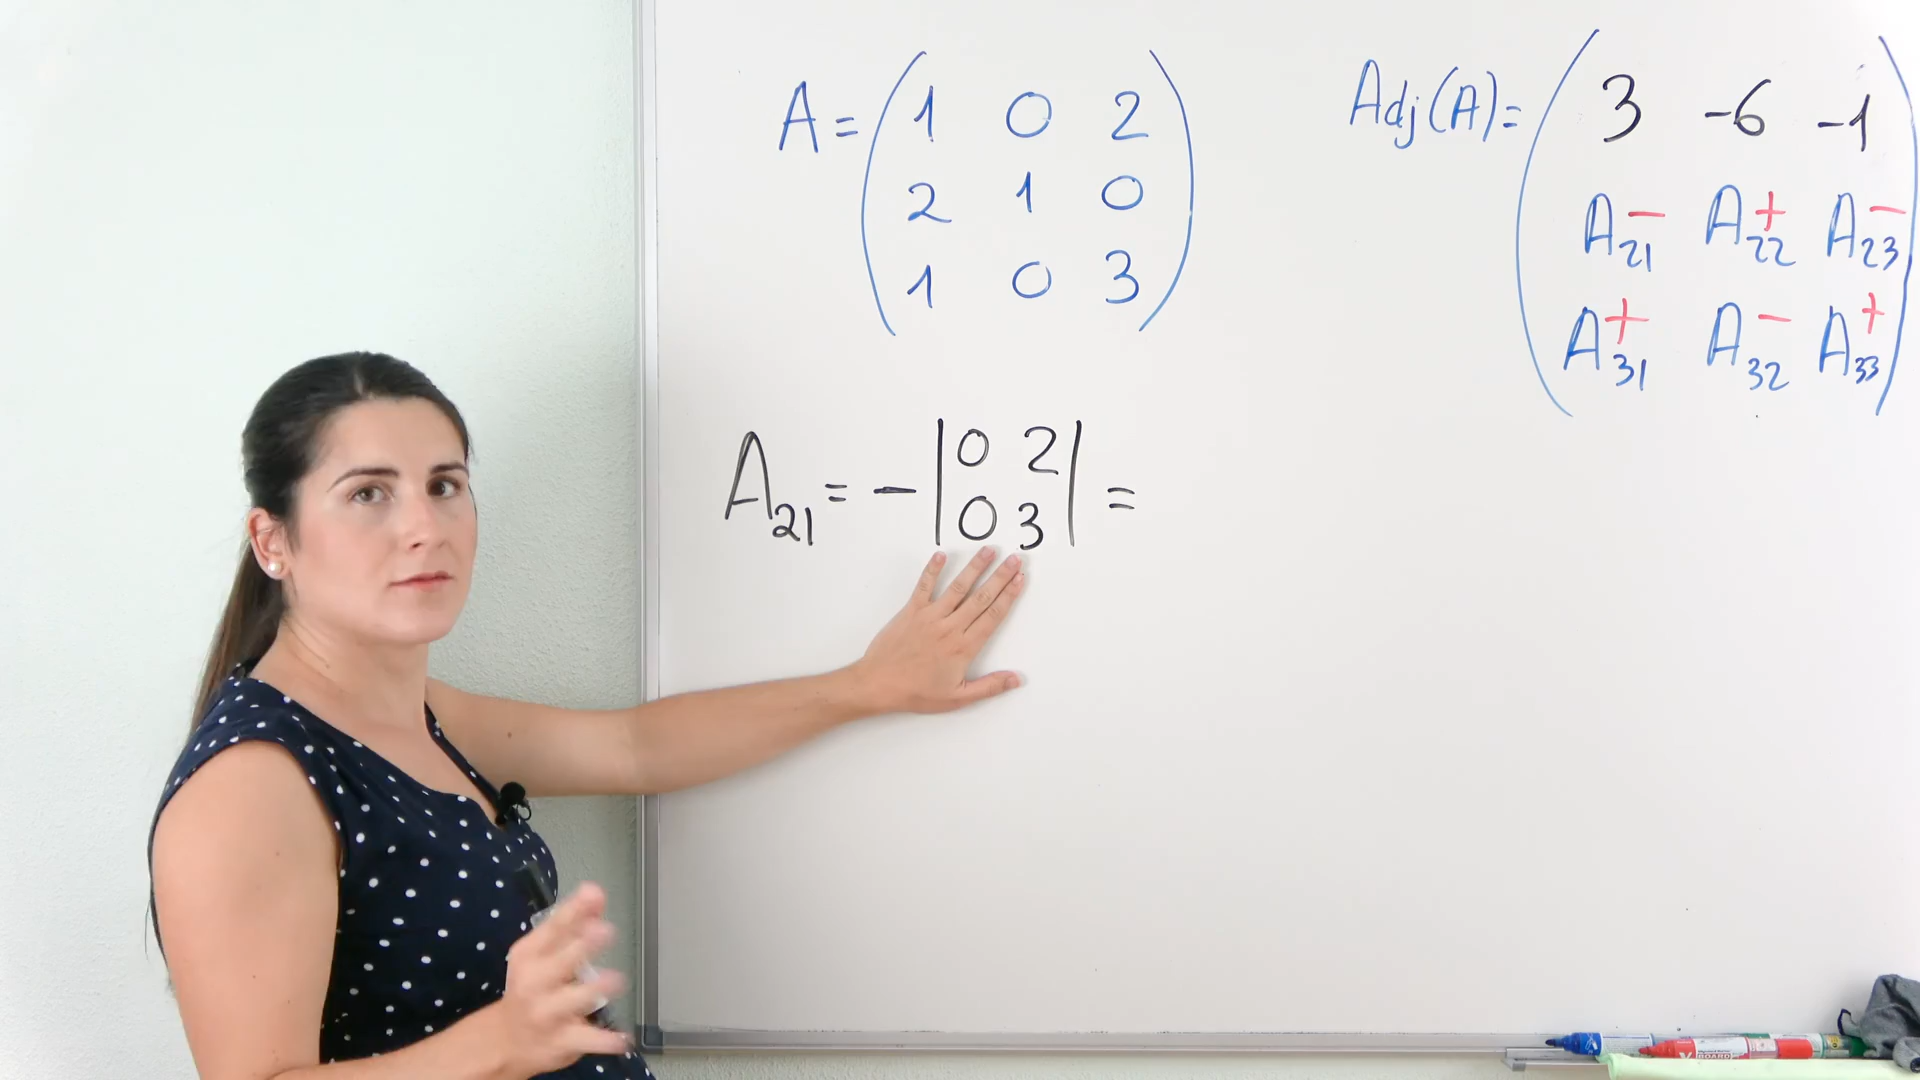 A = ( 1 0 2
2 1 0
1 0 3 )
Adj(A) = ( 3 -6 -1
A21 - A22 + A23 -
A31 + A32 - A33 + )
A21 = - | 0 2
0 3 | =
BOARD